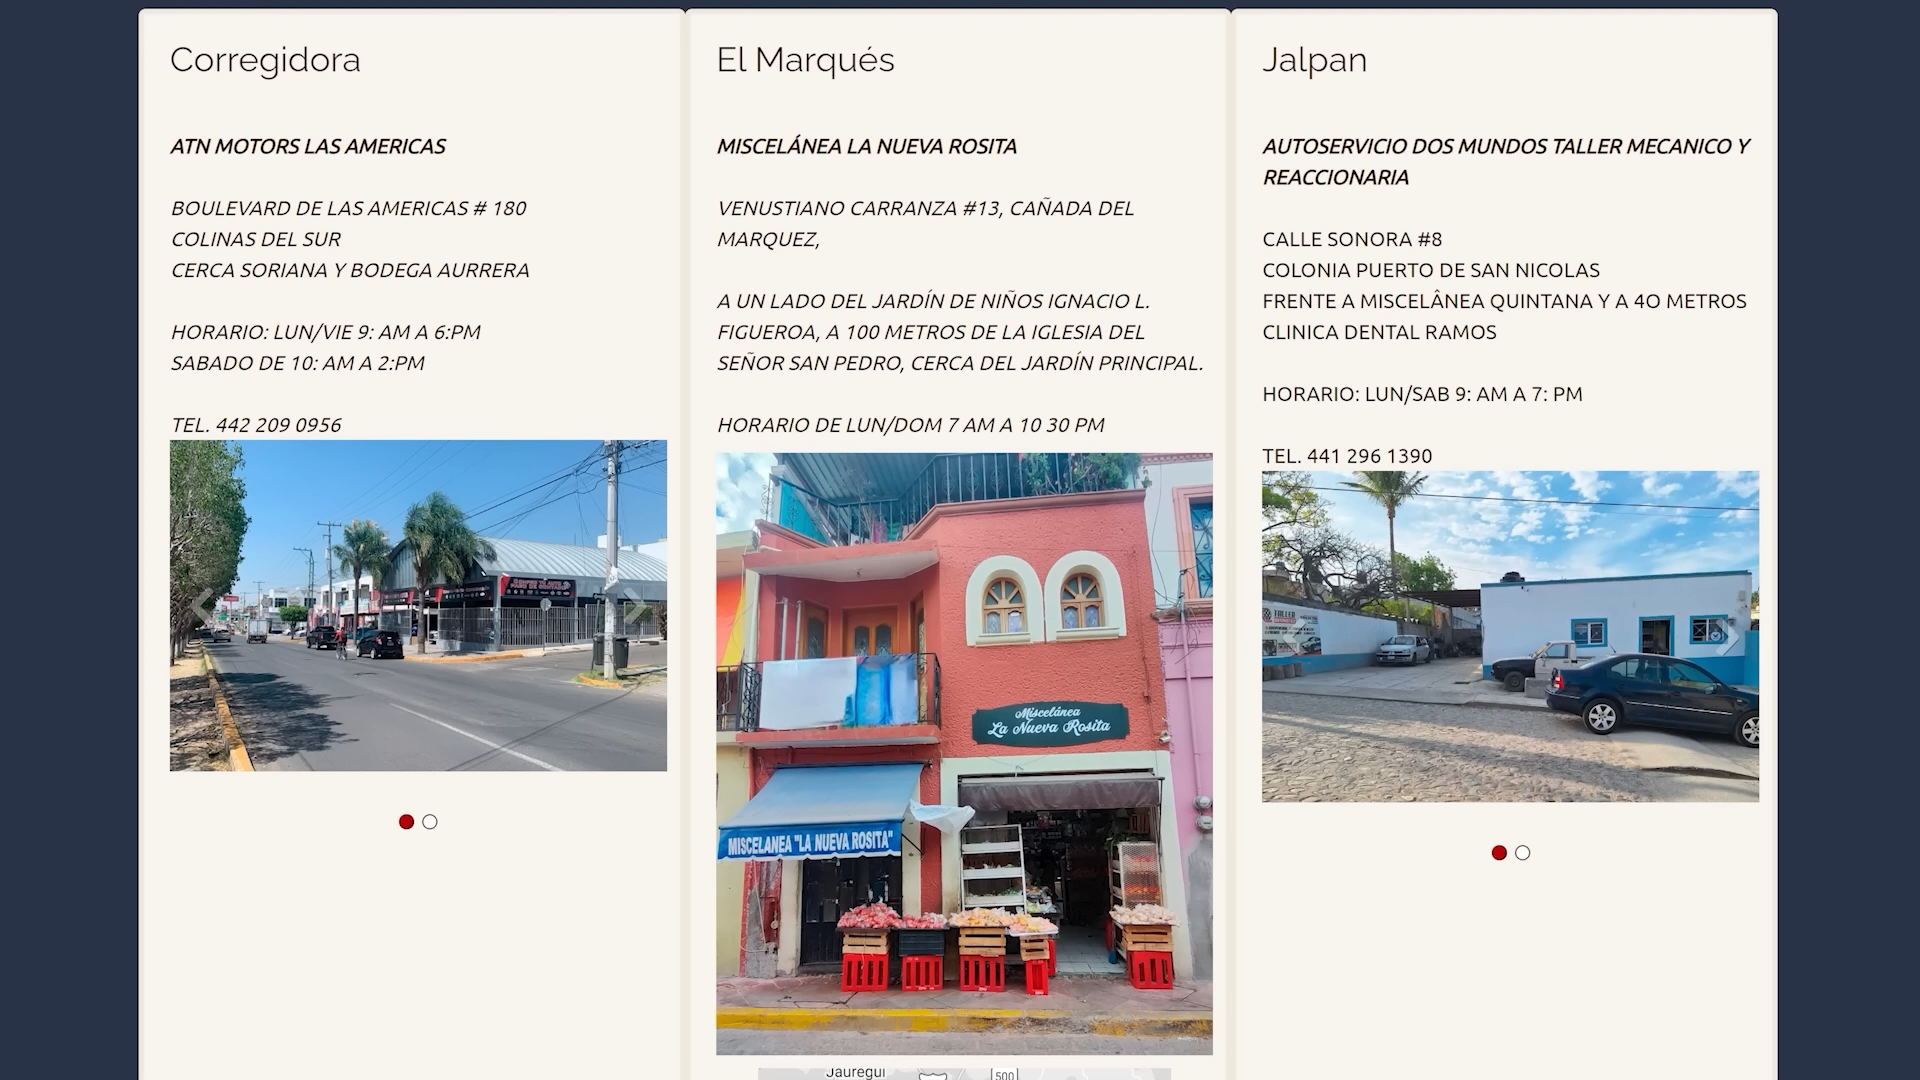 Corregidora
ATN MOTORS LAS AMERICAS
BOULEVARD DE LAS AMERICAS # 180
COLINAS DEL SUR
CERCA SORIANA Y BODEGA AURRERA
HORARIO: LUN/VIE 9: AM A 6:PM
SABADO DE 10: AM A 2:PM
TEL. 442 209 0956
El Marqués
MISCELÁNEA LA NUEVA ROSITA
VENUSTIANO CARRANZA #13, CAÑADA DEL
MARQUEZ,
A UN LADO DEL JARDÍN DE NIÑOS IGNACIO L.
FIGUEROA, A 100 METROS DE LA IGLESIA DEL
SEÑOR SAN PEDRO, CERCA DEL JARDÍN PRINCIPAL.
HORARIO DE LUN/DOM 7 AM A 10 30 PM
Miscelánea
La Nueva Rosita
MISCELANEA "LA NUEVA ROSITA"
Jauregui
500
Jalpan
AUTOSERVICIO DOS MUNDOS TALLER MECANICO Y
REACCIONARIA
CALLE SONORA #8
COLONIA PUERTO DE SAN NICOLAS
FRENTE A MISCELÂNEA QUINTANA Y A 4O METROS
CLINICA DENTAL RAMOS
HORARIO: LUN/SAB 9: AM A 7: PM
TEL. 441 296 1390
TALLER